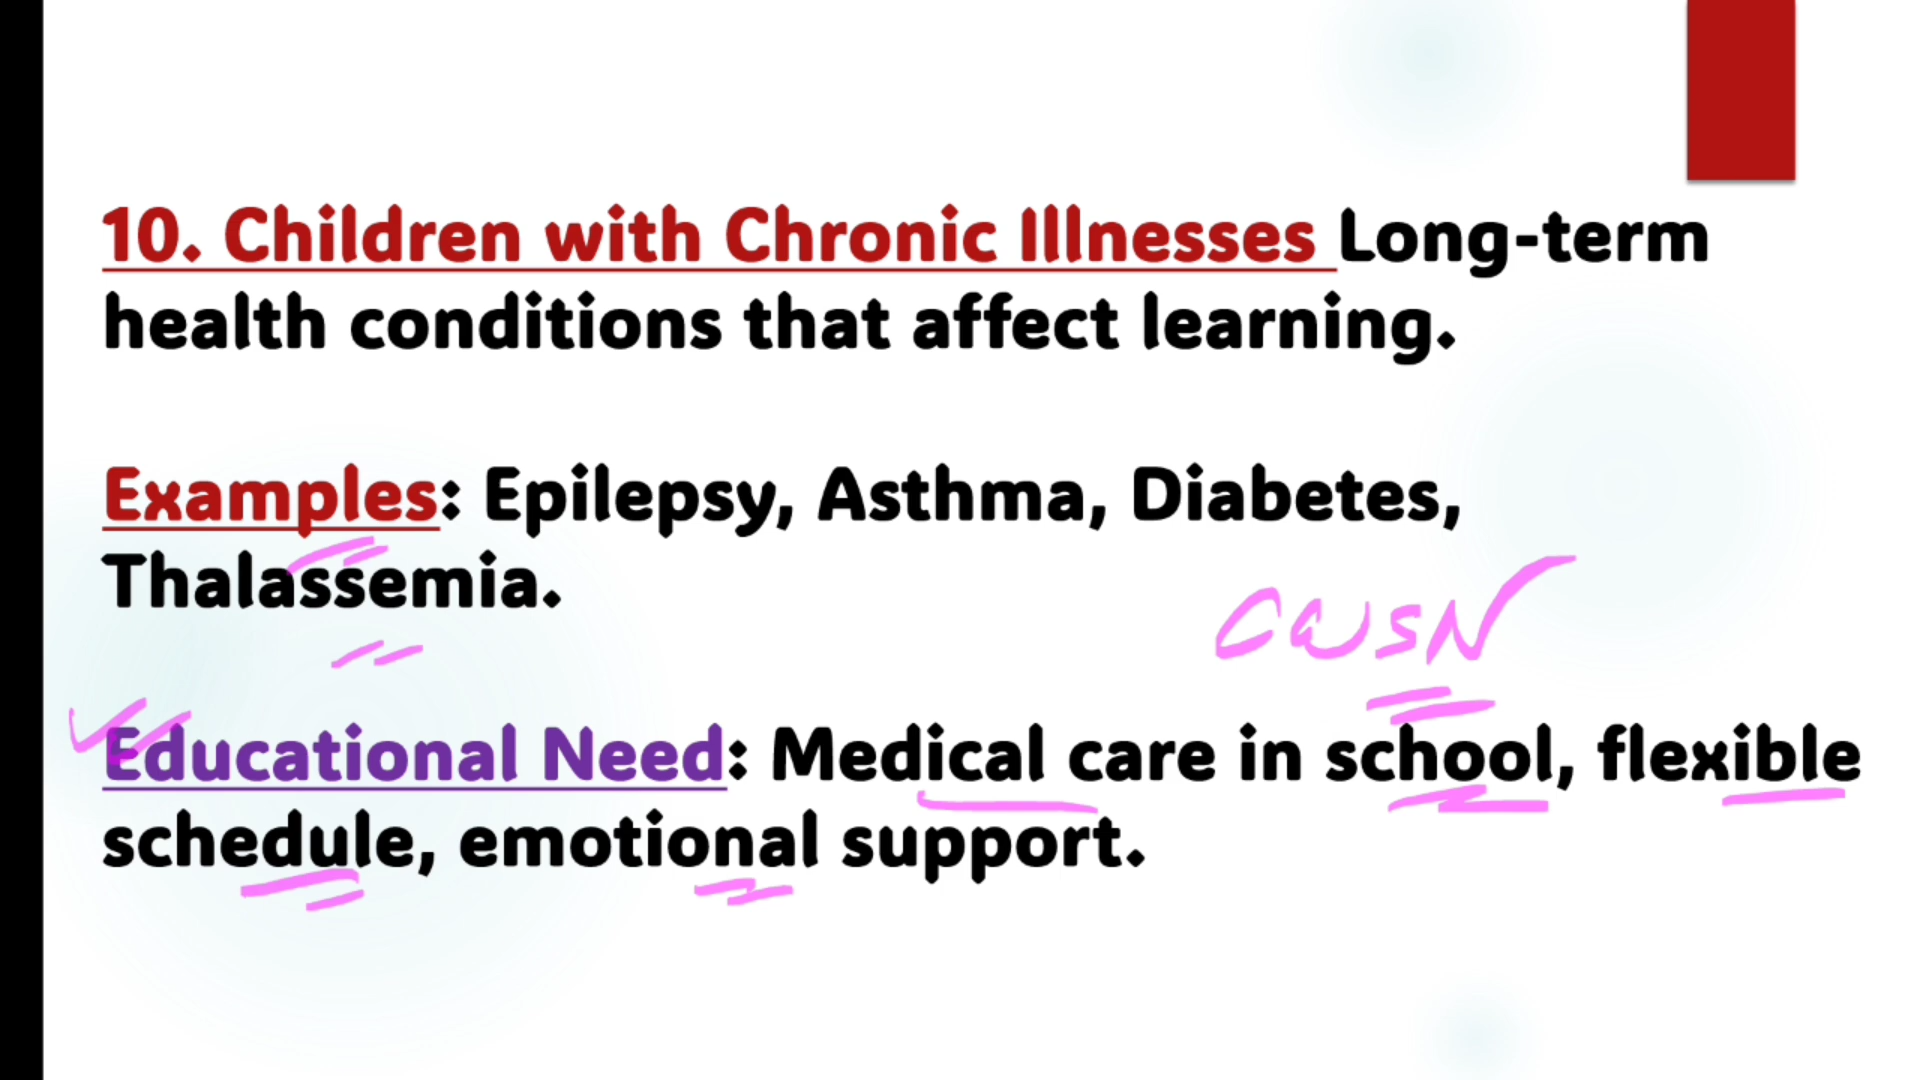 10. Children with Chronic Illnesses Long-term
health conditions that affect learning.
Examples: Epilepsy, Asthma, Diabetes,
Thalassemia.
CWSN
Educational Need: Medical care in school, flexible
schedule, emotional support.